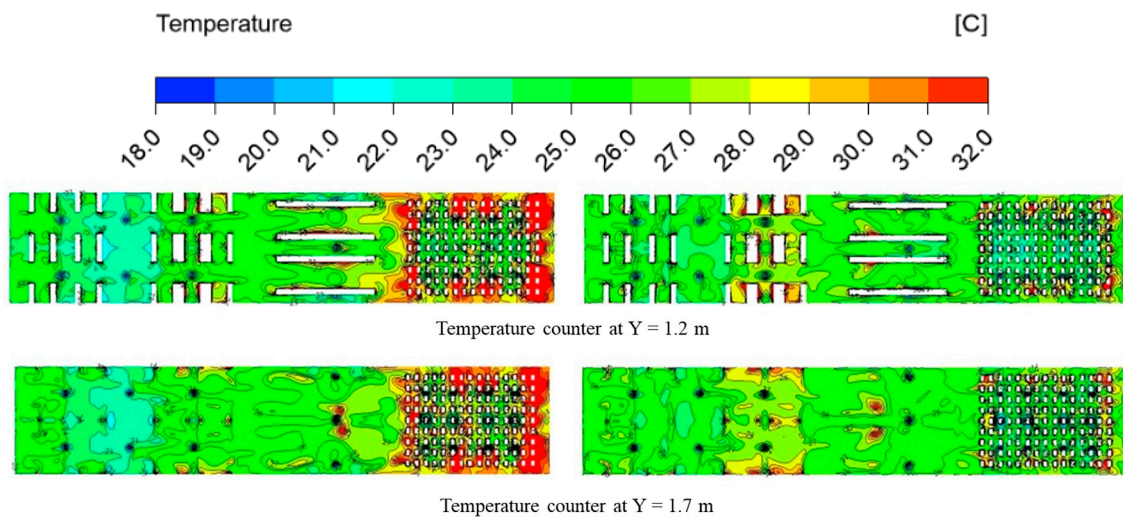 Temperature [C]
18.0 19.0 20.0 21.0 22.0 23.0 24.0 25.0 26.0 27.0 28.0 29.0 30.0 31.0 32.0
Temperature counter at Y = 1.2 m
Temperature counter at Y = 1.7 m